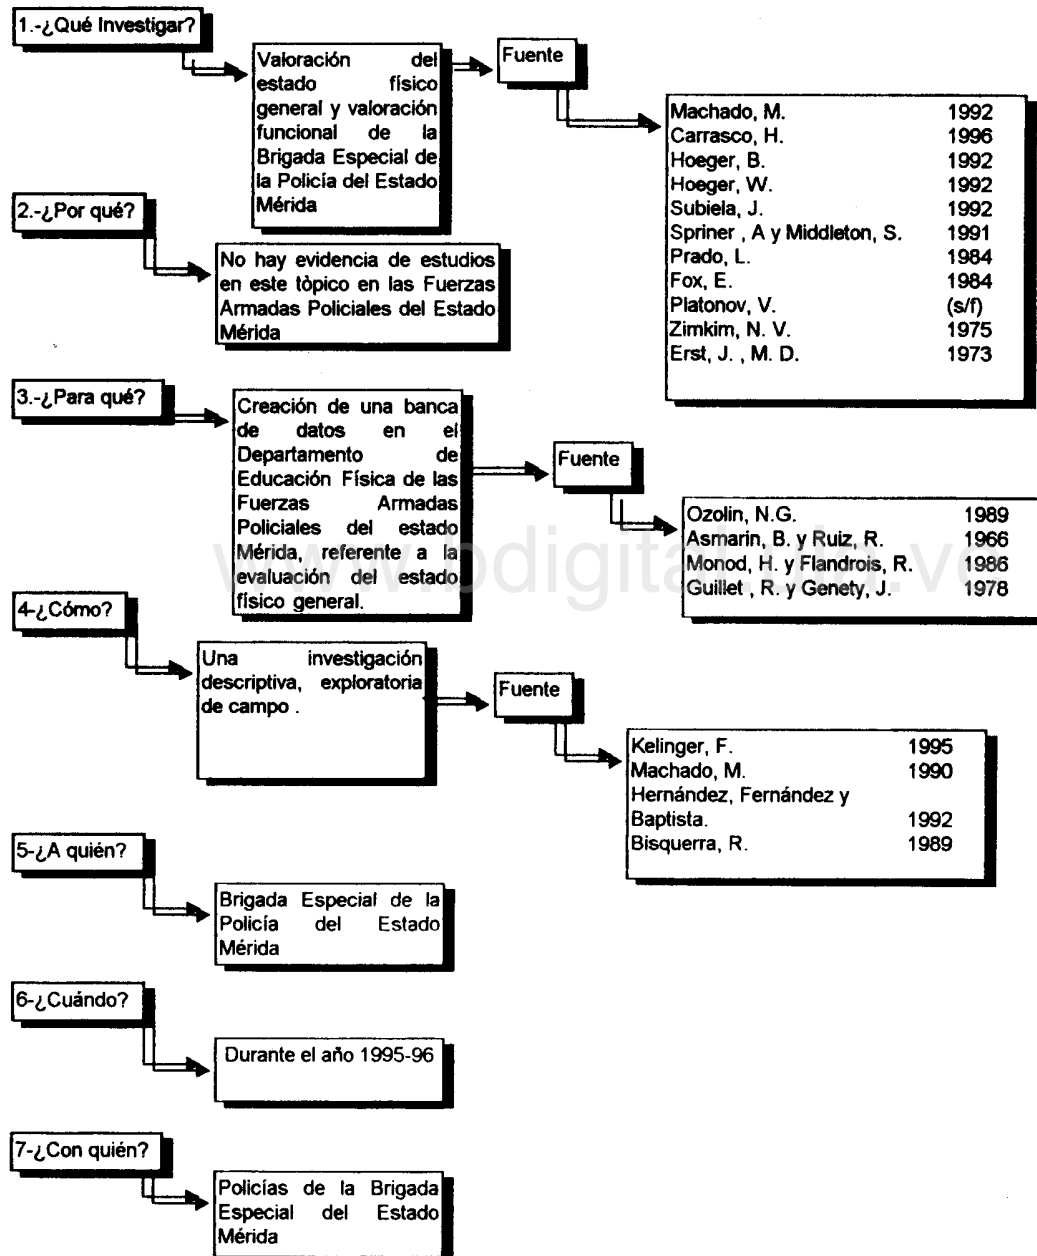 1.-¿Qué Investigar?
Valoración del
estado físico
general y valoración
funcional de la
Brigada Especial de
la Policía del Estado
Mérida
Fuente
Machado, M. 1992
Carrasco, H. 1996
Hoeger, B. 1992
Hoeger, W. 1992
Subiela, J. 1992
Spriner , A y Middleton, S. 1991
Prado, L. 1984
Fox, E. 1984
Platonov, V. (s/f)
Zimkim, N. V. 1975
Erst, J. , M. D. 1973
2.-¿Por qué?
No hay evidencia de estudios
en este tòpico en las Fuerzas
Armadas Policiales del Estado
Mérida
3.-¿Para qué?
Creación de una banca
de datos en el
Departamento de
Educación Física de las
Fuerzas Armadas
Policiales del estado
Mérida, referente a la
evaluación del estado
físico general.
Fuente
Ozolin, N.G. 1989
Asmarin, B. y Ruiz, R. 1966
Monod, H. y Flandrois, R. 1986
Guillet , R. y Genety, J. 1978
www.bdigital.ula.ve
4-¿Cómo?
Una investigación
descriptiva, exploratoria
de campo .
Fuente
Kelinger, F. 1995
Machado, M. 1990
Hernández, Fernández y
Baptista. 1992
Bisquerra, R. 1989
5-¿A quién?
Brigada Especial de la
Policía del Estado
Mérida
6-¿Cuándo?
Durante el año 1995-96
7-¿Con quién?
Policías de la Brigada
Especial del Estado
Mérida